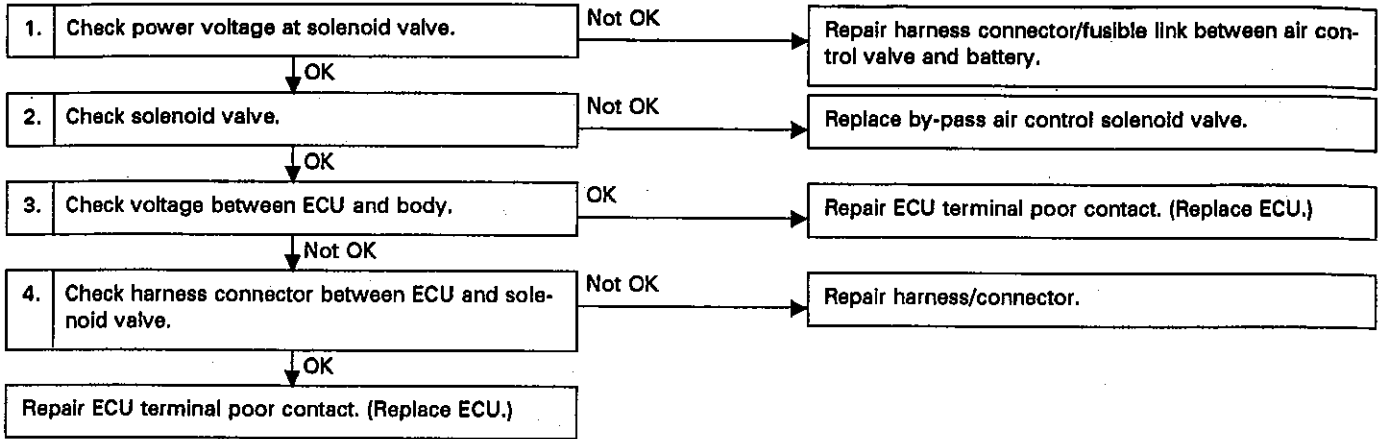 1. Check power voltage at solenoid valve.
Not OK
Repair harness connector/fusible link between air con-
trol valve and battery.
OK
2. Check solenoid valve.
Not OK
Replace by-pass air control solenoid valve.
OK
3. Check voltage between ECU and body.
OK
Repair ECU terminal poor contact. (Replace ECU.)
Not OK
4. Check harness connector between ECU and sole-
noid valve.
Not OK
Repair harness/connector.
OK
Repair ECU terminal poor contact. (Replace ECU.)